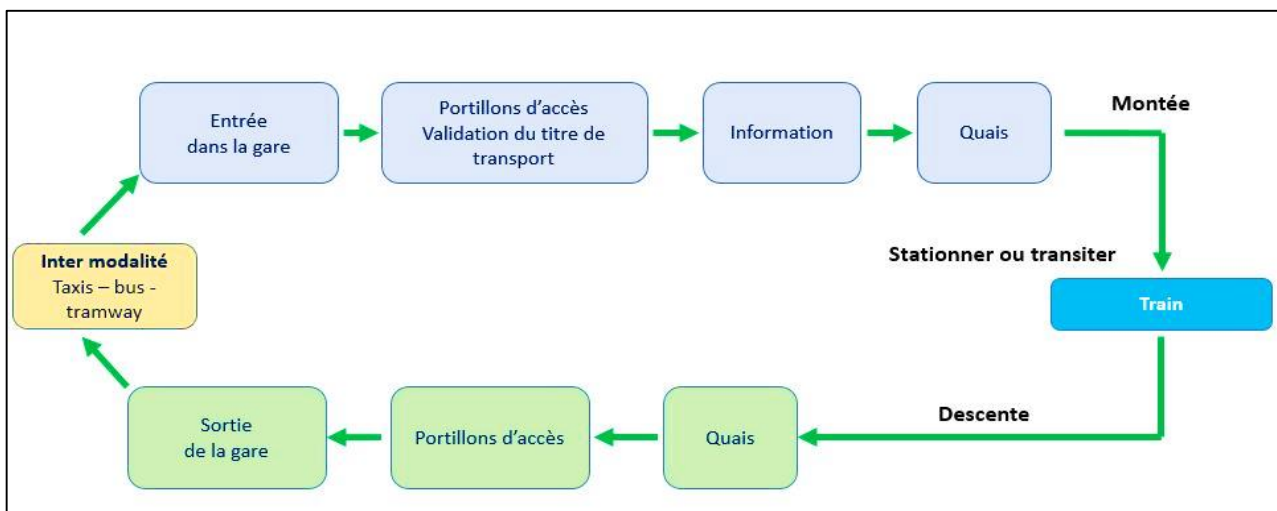 Entrée
dans la gare
Portillons d’accès
Validation du titre de
transport
Information
Quais
Montée
Stationner ou transiter
Train
Inter modalité
Taxis – bus -
tramway
Descente
Quais
Portillons d’accès
Sortie
de la gare